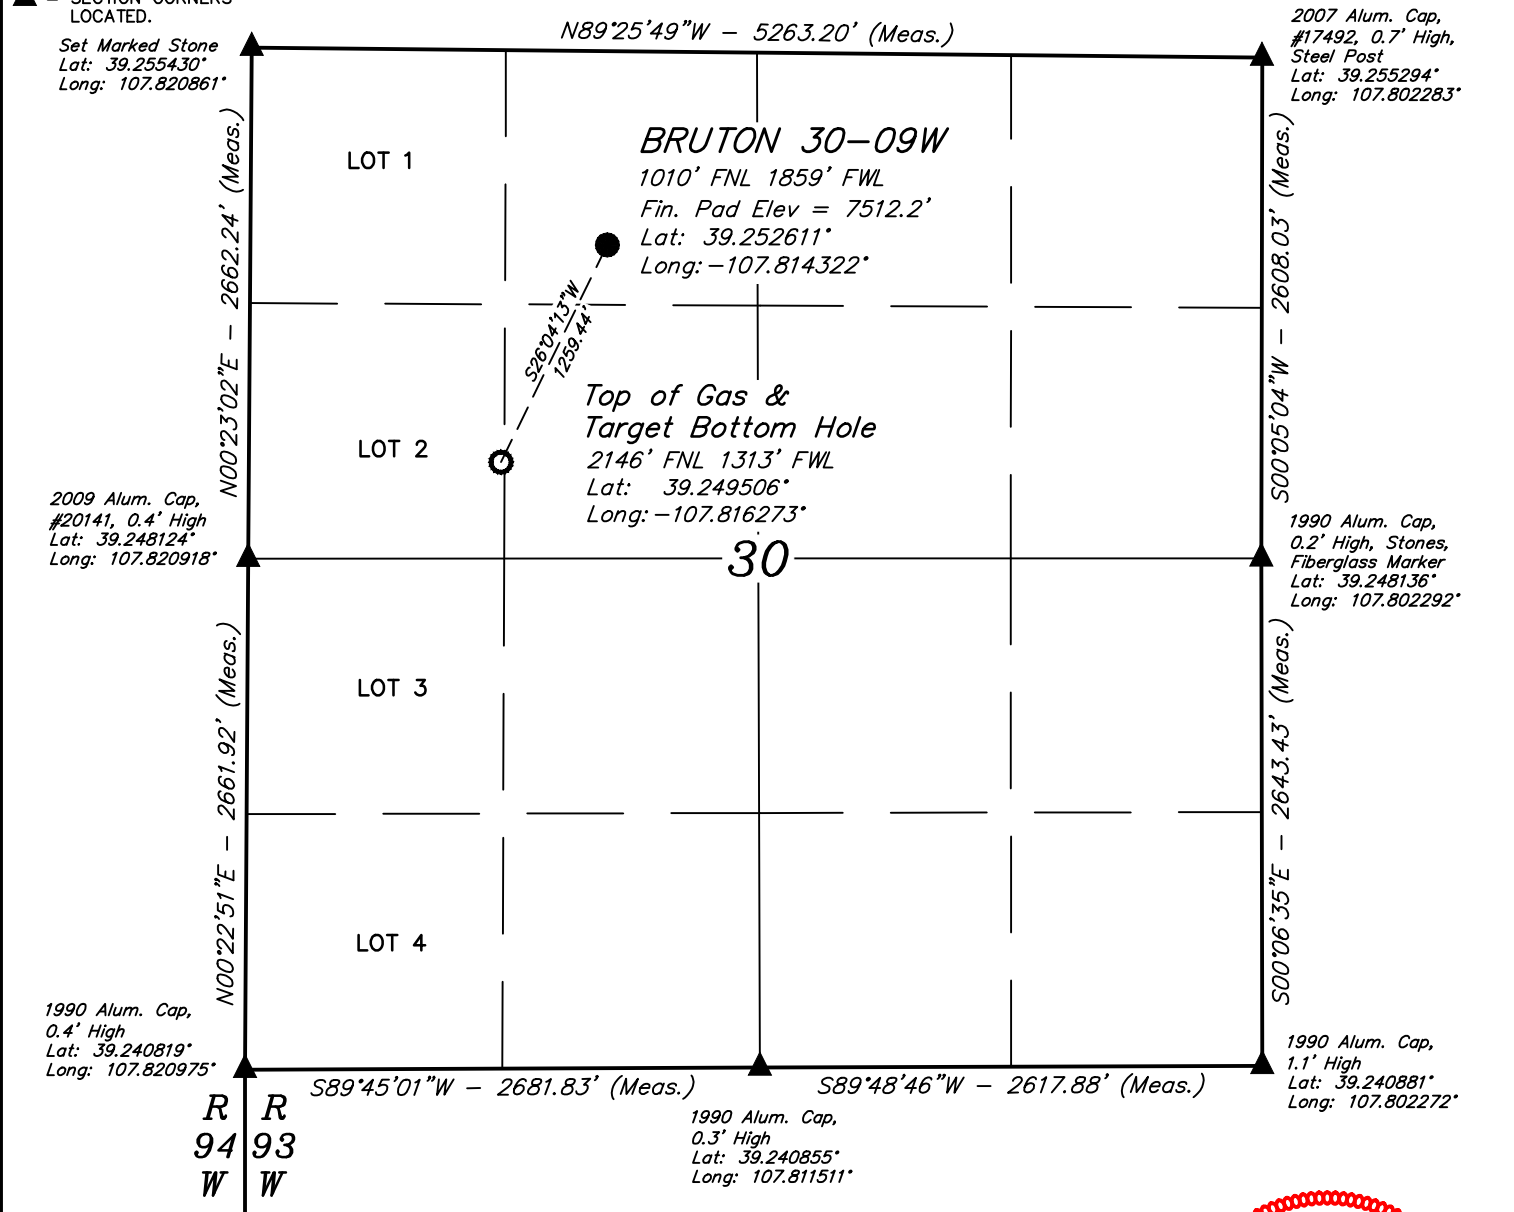 – SECTION CORNERS
LOCATED.
Set Marked Stone
Lat: 39.255430°
Long: 107.820861°
N89°25'49"W – 5263.20' (Meas.)
2007 Alum. Cap,
#17492, 0.7' High,
Steel Post
Lat: 39.255294°
Long: 107.802283°
N00°23'02"E – 2662.24' (Meas.)
LOT 1
BRUTON 30–09W
1010' FNL 1859' FWL
Fin. Pad Elev = 7512.2'
Lat: 39.252611°
Long: –107.814322°
S00°05'04"W – 2608.03' (Meas.)
S26°04'13"W
1259.44'
LOT 2
Top of Gas &
Target Bottom Hole
2146' FNL 1313' FWL
Lat: 39.249506°
Long: –107.816273°
2009 Alum. Cap,
#20141, 0.4' High
Lat: 39.248124°
Long: 107.820918°
30
1990 Alum. Cap,
0.2' High, Stones,
Fiberglass Marker
Lat: 39.248136°
Long: 107.802292°
N00°22'51"E – 2661.92' (Meas.)
LOT 3
S00°06'35"E – 2643.43' (Meas.)
LOT 4
1990 Alum. Cap,
0.4' High
Lat: 39.240819°
Long: 107.820975°
S89°45'01"W – 2681.83' (Meas.)
S89°48'46"W – 2617.88' (Meas.)
1990 Alum. Cap,
1.1' High
Lat: 39.240881°
Long: 107.802272°
1990 Alum. Cap,
0.3' High
Lat: 39.240855°
Long: 107.811511°
R R
94 93
W W